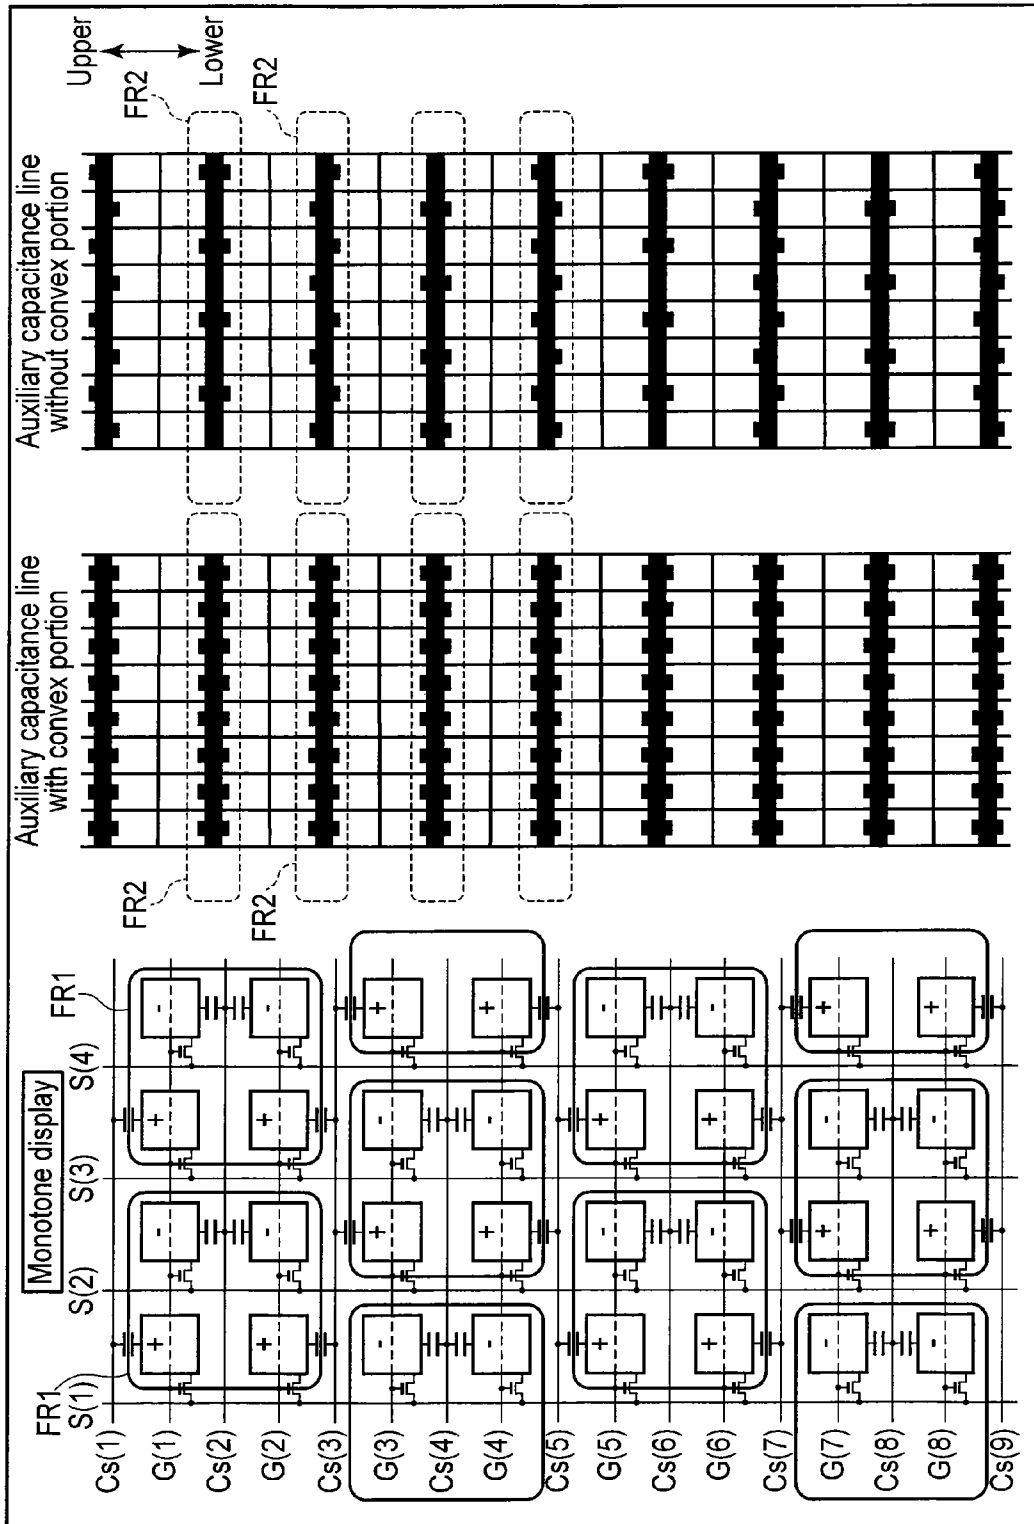 Monotone display
FR1
FR1
S(1)
S(2)
S(3)
S(4)
Cs(1)
G(1)
Cs(2)
G(2)
Cs(3)
G(3)
Cs(4)
G(4)
Cs(5)
G(5)
Cs(6)
G(6)
Cs(7)
G(7)
Cs(8)
G(8)
Cs(9)
+ - + -
+ - + -
- + - +
- + - +
+ - + -
+ - + -
- + - +
- + - +
Auxiliary capacitance line
with convex portion
FR2
FR2
Auxiliary capacitance line
without convex portion
FR2
FR2
Upper
Lower